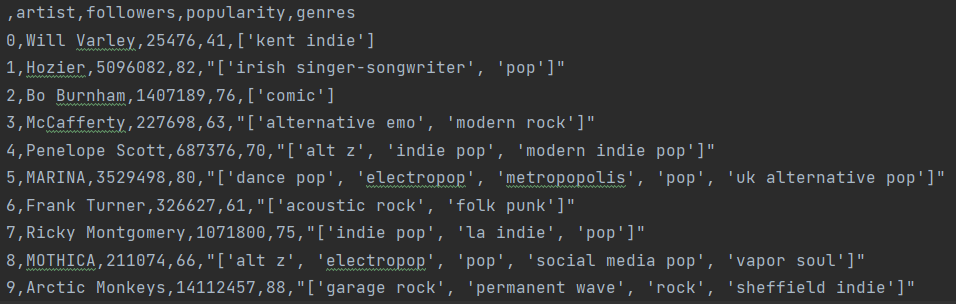 ,artist,followers,popularity,genres
0,Will Varley,25476,41,['kent indie']
1,Hozier,5096082,82,"['irish singer-songwriter', 'pop']"
2,Bo Burnham,1407189,76,['comic']
3,McCafferty,227698,63,"['alternative emo', 'modern rock']"
4,Penelope Scott,687376,70,"['alt z', 'indie pop', 'modern indie pop']"
5,MARINA,3529498,80,"['dance pop', 'electropop', 'metropopolis', 'pop', 'uk alternative pop']"
6,Frank Turner,326627,61,"['acoustic rock', 'folk punk']"
7,Ricky Montgomery,1071800,75,"['indie pop', 'la indie', 'pop']"
8,MOTHICA,211074,66,"['alt z', 'electropop', 'pop', 'social media pop', 'vapor soul']"
9,Arctic Monkeys,14112457,88,"['garage rock', 'permanent wave', 'rock', 'sheffield indie']"